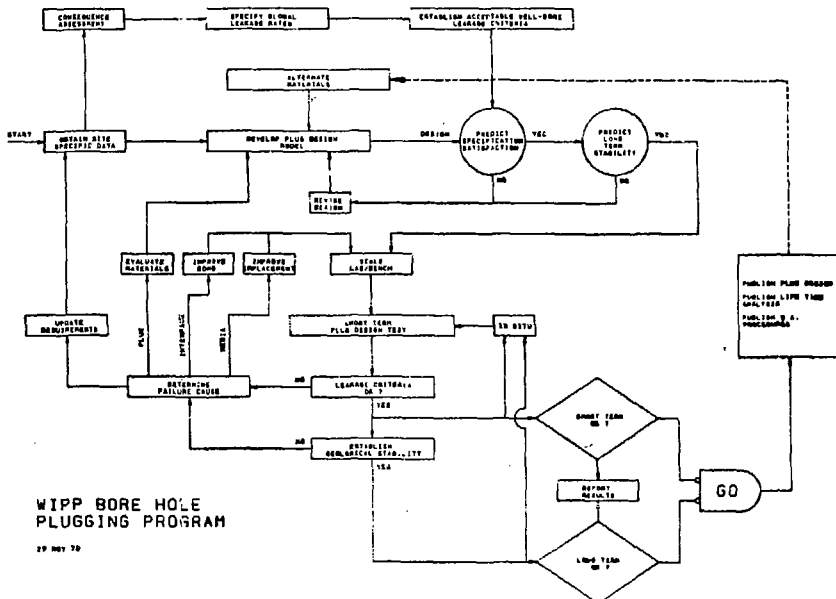 CONSEQUENCE
ASSESSMENT
SPECIFY GLOBAL
LEAKAGE RATES
ESTABLISH ACCEPTABLE WELL-BORE
LEAKAGE CRITERIA
ALTERNATE
MATERIALS
START
OBTAIN SITE
SPECIFIC DATA
DEVELOP PLUG DESIGN
MODEL
DESIGN
PREDICT
SPECIFICATION
SATISFACTION
YES
PREDICT
LONG
TERM
STABILITY
YES
NO
NO
REVISE
DESIGN
EVALUATE
MATERIALS
IMPROVE
BOND
IMPROVE
EMPLACEMENT
SCALE
LAB/BENCH
PUBLISH PLUG DESIGN
PUBLISH LIFE TIME
ANALYSIS
PUBLISH Q.A.
PROCEDURES
UPDATE
REQUIREMENTS
PLUG
INTERFACE
MEDIA
SHORT TERM
PLUG DESIGN TEST
IN SITU
DETERMINE
FAILURE CAUSE
NO
LEAKAGE CRITERIA
OK ?
YES
SHORT TERM
OK ?
NO
ESTABLISH
GEOLOGICAL STABILITY
YES
REPORT
RESULTS
GO
WIPP BORE HOLE
PLUGGING PROGRAM
LONG TERM
OK ?